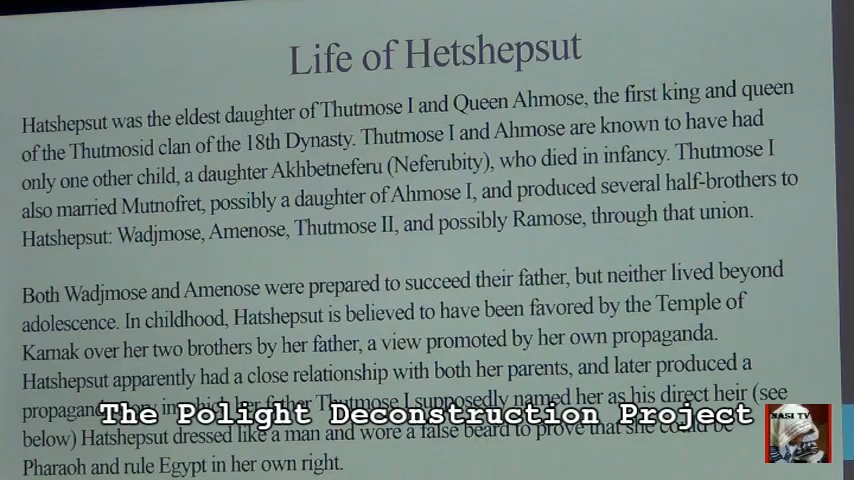 Life of Hetshepsut
Hatshepsut was the eldest daughter of Thutmose I and Queen Ahmose, the first king and queen
of the Thutmosid clan of the 18th Dynasty. Thutmose I and Ahmose are known to have had
only one other child, a daughter Akhbetneferu (Neferubity), who died in infancy. Thutmose I
also married Mutnofret, possibly a daughter of Ahmose I, and produced several half-brothers to
Hatshepsut: Wadjmose, Amenose, Thutmose II, and possibly Ramose, through that union.
Both Wadjmose and Amenose were prepared to succeed their father, but neither lived beyond
adolescence. In childhood, Hatshepsut is believed to have been favored by the Temple of
Karnak over her two brothers by her father, a view promoted by her own propaganda.
Hatshepsut apparently had a close relationship with both her parents, and later produced a
in which her father Thutmose I supposedly named her as his direct heir (see
The Polight Deconstruction Project
NASI TV
below) Hatshepsut dressed like a man and wore a false beard to prove that she could be
Pharaoh and rule Egypt in her own right.